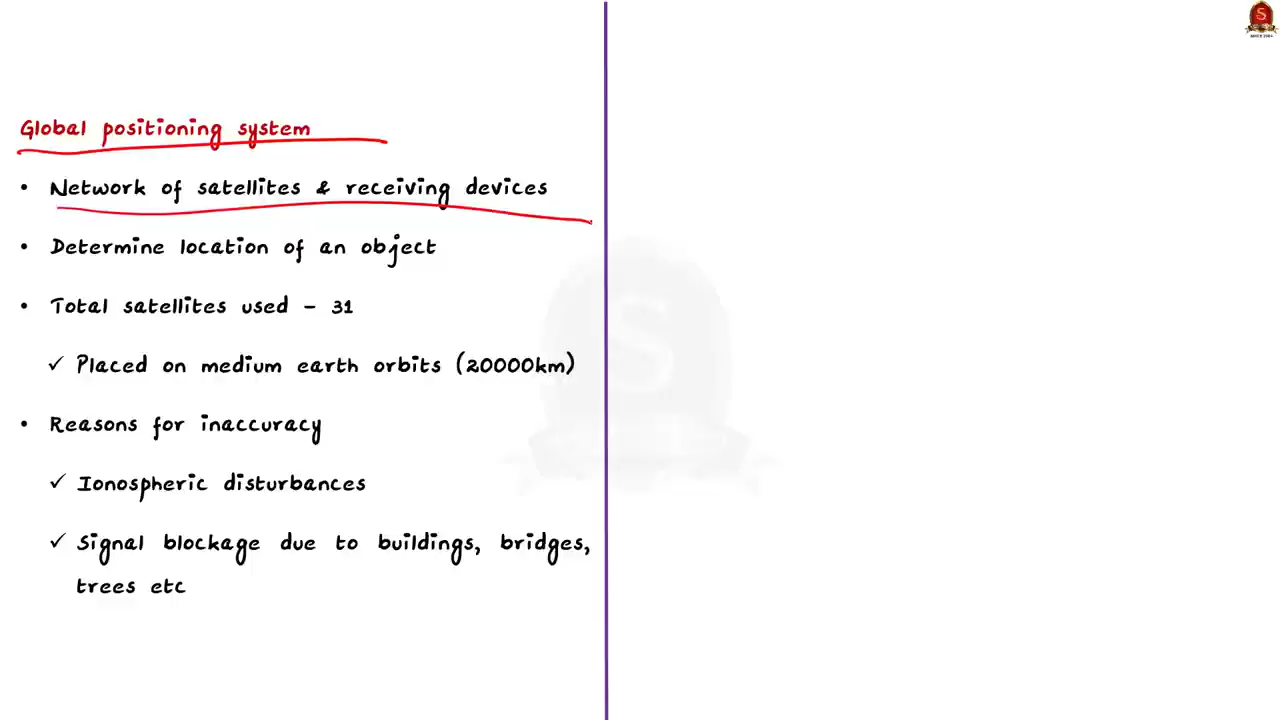 Global positioning system
• Network of satellites & receiving devices
• Determine location of an object
• Total satellites used - 31
✓ Placed on medium earth orbits (20000km)
• Reasons for inaccuracy
✓ Ionospheric disturbances
✓ Signal blockage due to buildings, bridges,
trees etc
S